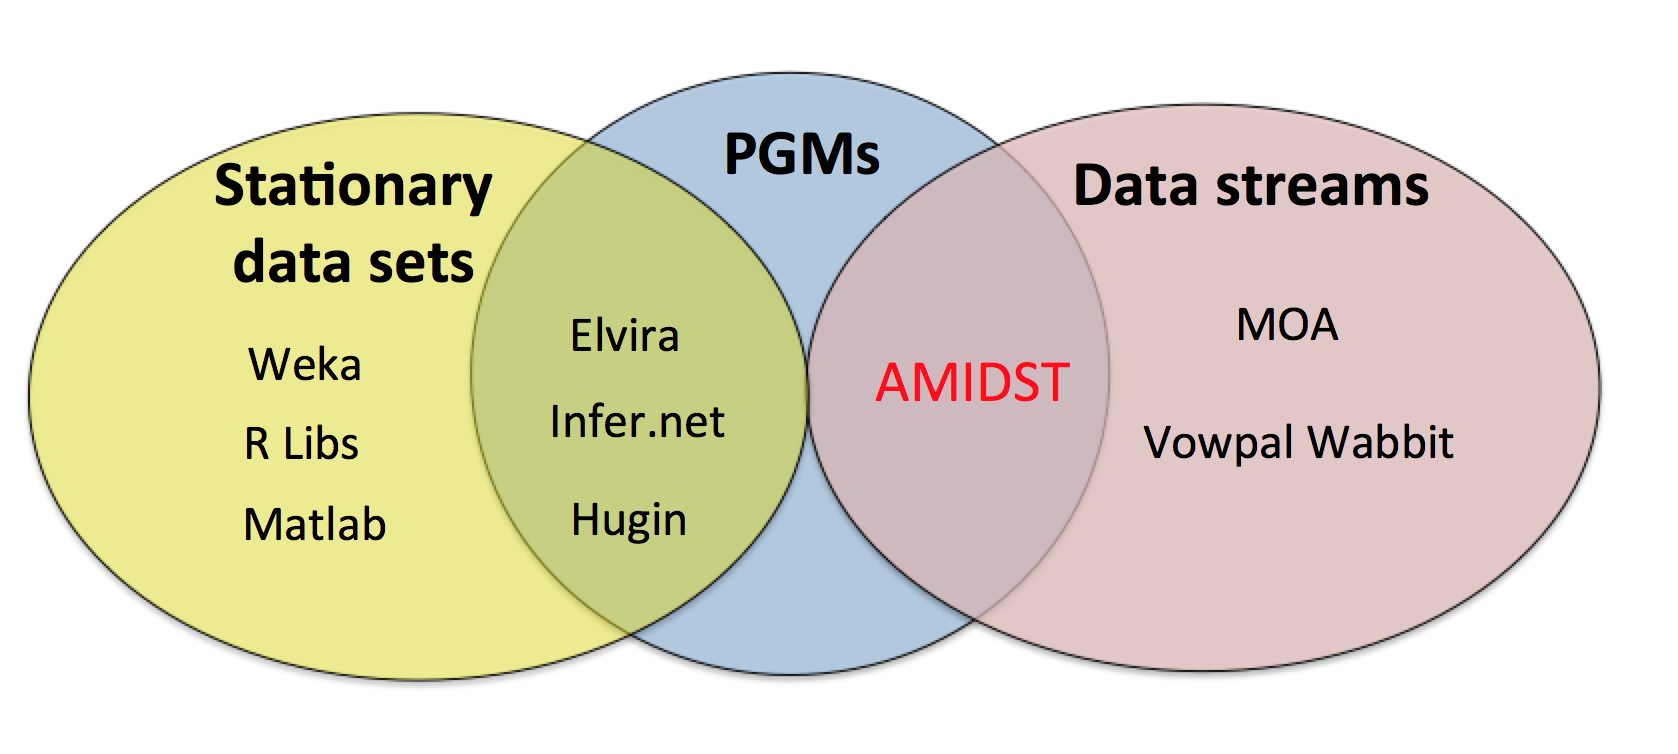 Stationary
data sets
Weka
R Libs
Matlab
PGMs
Elvira
Infer.net
Hugin
AMIDST
Data streams
MOA
Vowpal Wabbit